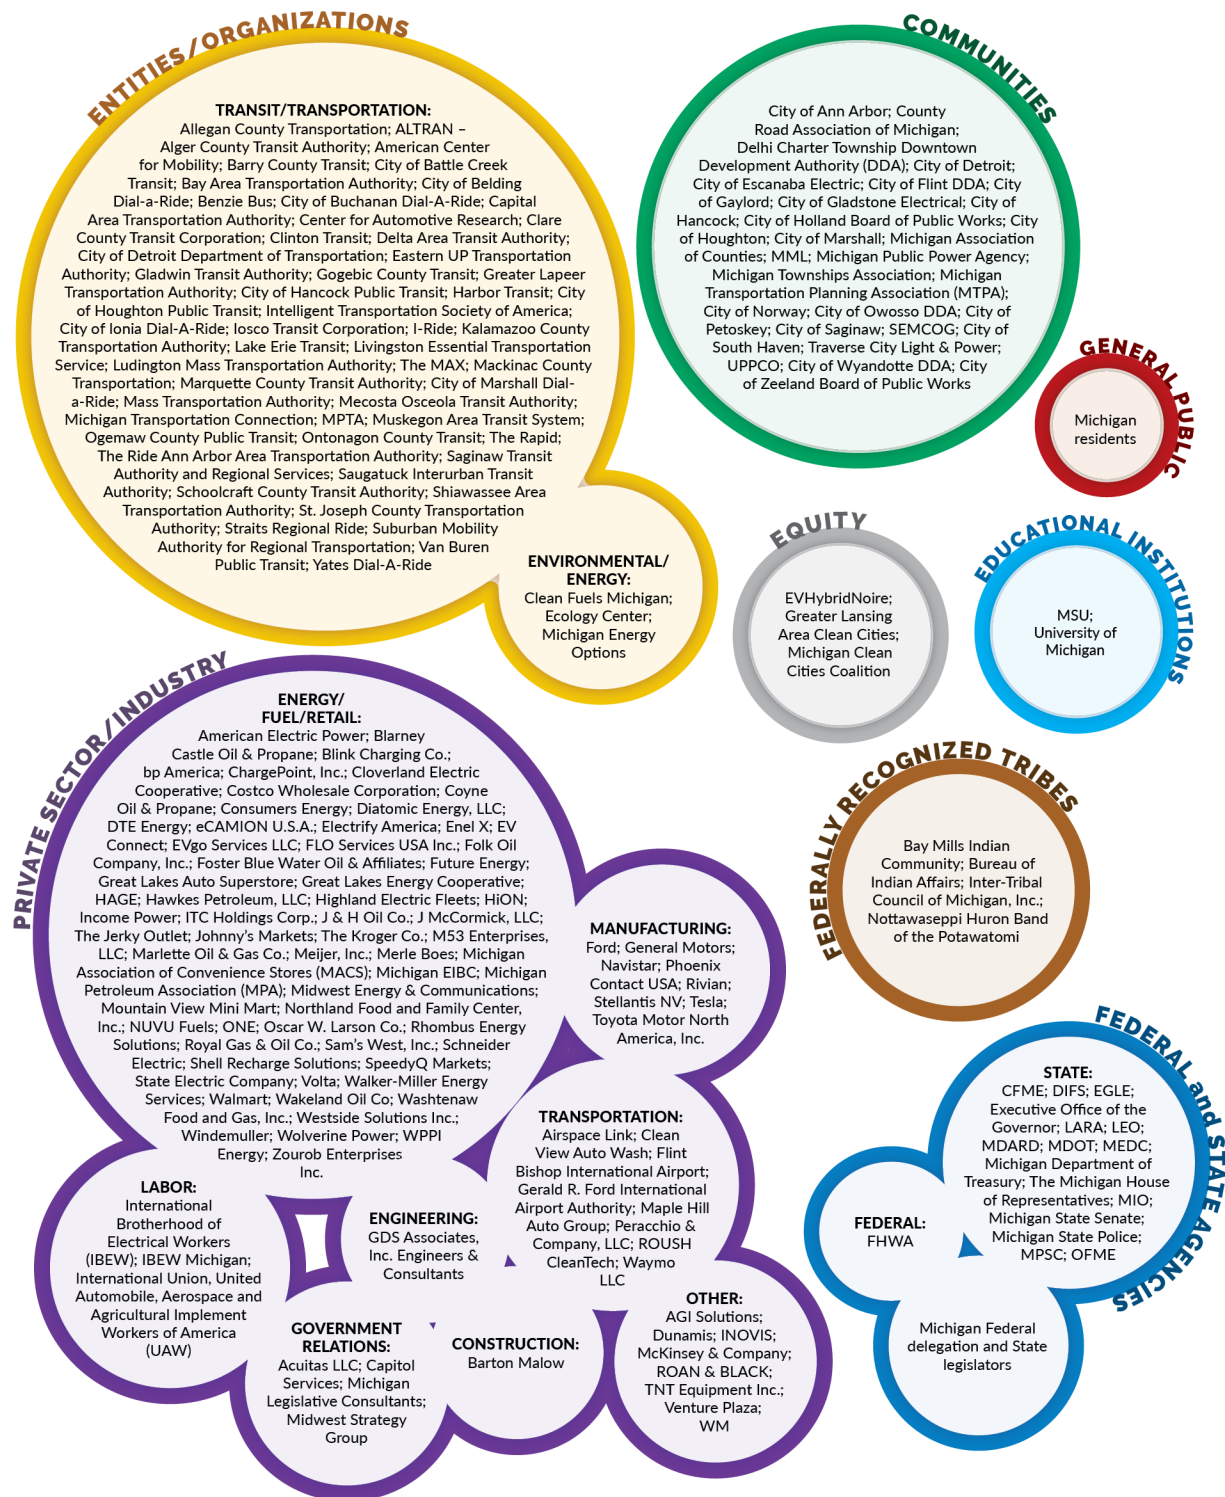 ENTITIES/ORGANIZATIONS
TRANSIT/TRANSPORTATION:
Allegan County Transportation; ALTRAN –
Alger County Transit Authority; American Center
for Mobility; Barry County Transit; City of Battle Creek
Transit; Bay Area Transportation Authority; City of Belding
Dial-a-Ride; Benzie Bus; City of Buchanan Dial-A-Ride; Capital
Area Transportation Authority; Center for Automotive Research; Clare
County Transit Corporation; Clinton Transit; Delta Area Transit Authority;
City of Detroit Department of Transportation; Eastern UP Transportation
Authority; Gladwin Transit Authority; Gogebic County Transit; Greater Lapeer
Transportation Authority; City of Hancock Public Transit; Harbor Transit; City
of Houghton Public Transit; Intelligent Transportation Society of America;
City of Ionia Dial-A-Ride; Iosco Transit Corporation; I-Ride; Kalamazoo County
Transportation Authority; Lake Erie Transit; Livingston Essential Transportation
Service; Ludington Mass Transportation Authority; The MAX; Mackinac County
Transportation; Marquette County Transit Authority; City of Marshall Dial-
a-Ride; Mass Transportation Authority; Mecosta Osceola Transit Authority;
Michigan Transportation Connection; MPTA; Muskegon Area Transit System;
Ogemaw County Public Transit; Ontonagon County Transit; The Rapid;
The Ride Ann Arbor Area Transportation Authority; Saginaw Transit
Authority and Regional Services; Saugatuck Interurban Transit
Authority; Schoolcraft County Transit Authority; Shiawassee Area
Transportation Authority; St. Joseph County Transportation
Authority; Straits Regional Ride; Suburban Mobility
Authority for Regional Transportation; Van Buren
Public Transit; Yates Dial-A-Ride
ENVIRONMENTAL/
ENERGY:
Clean Fuels Michigan;
Ecology Center;
Michigan Energy
Options
COMMUNITIES
City of Ann Arbor; County
Road Association of Michigan;
Delhi Charter Township Downtown
Development Authority (DDA); City of Detroit;
City of Escanaba Electric; City of Flint DDA; City
of Gaylord; City of Gladstone Electrical; City of
Hancock; City of Holland Board of Public Works; City
of Houghton; City of Marshall; Michigan Association
of Counties; MML; Michigan Public Power Agency;
Michigan Townships Association; Michigan
Transportation Planning Association (MTPA);
City of Norway; City of Owosso DDA; City of
Petoskey; City of Saginaw; SEMCOG; City of
South Haven; Traverse City Light & Power;
UPPCO; City of Wyandotte DDA; City
of Zeeland Board of Public Works
GENERAL PUBLIC
Michigan
residents
EQUITY
EVHybridNoire;
Greater Lansing
Area Clean Cities;
Michigan Clean
Cities Coalition
EDUCATIONAL INSTITUTIONS
MSU;
University of
Michigan
PRIVATE SECTOR/INDUSTRY
ENERGY/
FUEL/RETAIL:
American Electric Power; Blarney
Castle Oil & Propane; Blink Charging Co.;
bp America; ChargePoint, Inc.; Cloverland Electric
Cooperative; Costco Wholesale Corporation; Coyne
Oil & Propane; Consumers Energy; Diatomic Energy, LLC;
DTE Energy; eCAMION U.S.A.; Electrify America; Enel X; EV
Connect; EVgo Services LLC; FLO Services USA Inc.; Folk Oil
Company, Inc.; Foster Blue Water Oil & Affiliates; Future Energy;
Great Lakes Auto Superstore; Great Lakes Energy Cooperative;
HAGE; Hawkes Petroleum, LLC; Highland Electric Fleets; HiON;
Income Power; ITC Holdings Corp.; J & H Oil Co.; J McCormick, LLC;
The Jerky Outlet; Johnny's Markets; The Kroger Co.; M53 Enterprises,
LLC; Marlette Oil & Gas Co.; Meijer, Inc.; Merle Boes; Michigan
Association of Convenience Stores (MACS); Michigan EIBC; Michigan
Petroleum Association (MPA); Midwest Energy & Communications;
Mountain View Mini Mart; Northland Food and Family Center,
Inc.; NUVU Fuels; ONE; Oscar W. Larson Co.; Rhombus Energy
Solutions; Royal Gas & Oil Co.; Sam's West, Inc.; Schneider
Electric; Shell Recharge Solutions; SpeedyQ Markets;
State Electric Company; Volta; Walker-Miller Energy
Services; Walmart; Wakeland Oil Co; Washtenaw
Food and Gas, Inc.; Westside Solutions Inc.;
Windemuller; Wolverine Power; WPPI
Energy; Zourob Enterprises
Inc.
MANUFACTURING:
Ford; General Motors;
Navistar; Phoenix
Contact USA; Rivian;
Stellantis NV; Tesla;
Toyota Motor North
America, Inc.
TRANSPORTATION:
Airspace Link; Clean
View Auto Wash; Flint
Bishop International Airport;
Gerald R. Ford International
Airport Authority; Maple Hill
Auto Group; Peracchio &
Company, LLC; ROUSH
CleanTech; Waymo
LLC
LABOR:
International
Brotherhood of
Electrical Workers
(IBEW); IBEW Michigan;
International Union, United
Automobile, Aerospace and
Agricultural Implement
Workers of America
(UAW)
ENGINEERING:
GDS Associates,
Inc. Engineers &
Consultants
GOVERNMENT
RELATIONS:
Acuitas LLC; Capitol
Services; Michigan
Legislative Consultants;
Midwest Strategy
Group
CONSTRUCTION:
Barton Malow
OTHER:
AGI Solutions;
Dunamis; INOVIS;
McKinsey & Company;
ROAN & BLACK;
TNT Equipment Inc.;
Venture Plaza;
WM
FEDERALLY RECOGNIZED TRIBES
Bay Mills Indian
Community; Bureau of
Indian Affairs; Inter-Tribal
Council of Michigan, Inc.;
Nottawaseppi Huron Band
of the Potawatomi
FEDERAL and STATE AGENCIES
STATE:
CFME; DIFS; EGLE;
Executive Office of the
Governor; LARA; LEO;
MDARD; MDOT; MEDC;
Michigan Department of
Treasury; The Michigan House
of Representatives; MIO;
Michigan State Senate;
Michigan State Police;
MPSC; OFME
FEDERAL:
FHWA
Michigan Federal
delegation and State
legislators